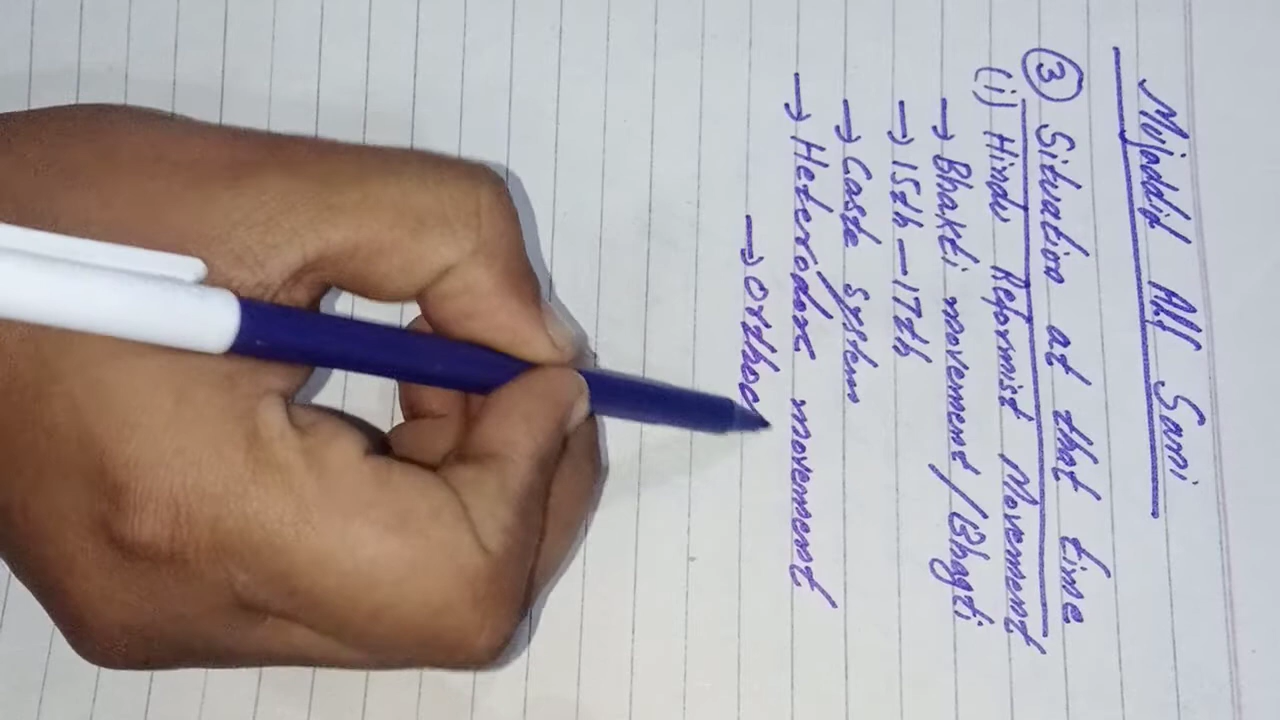 Mujaddid Alf Sani
③ Situation at that time
(i) Hindu Reformist Movement
→ Bhakti movement / Bhagti
→ 15th – 17th
→ Caste system
→ Heterodox movement
→ orthod